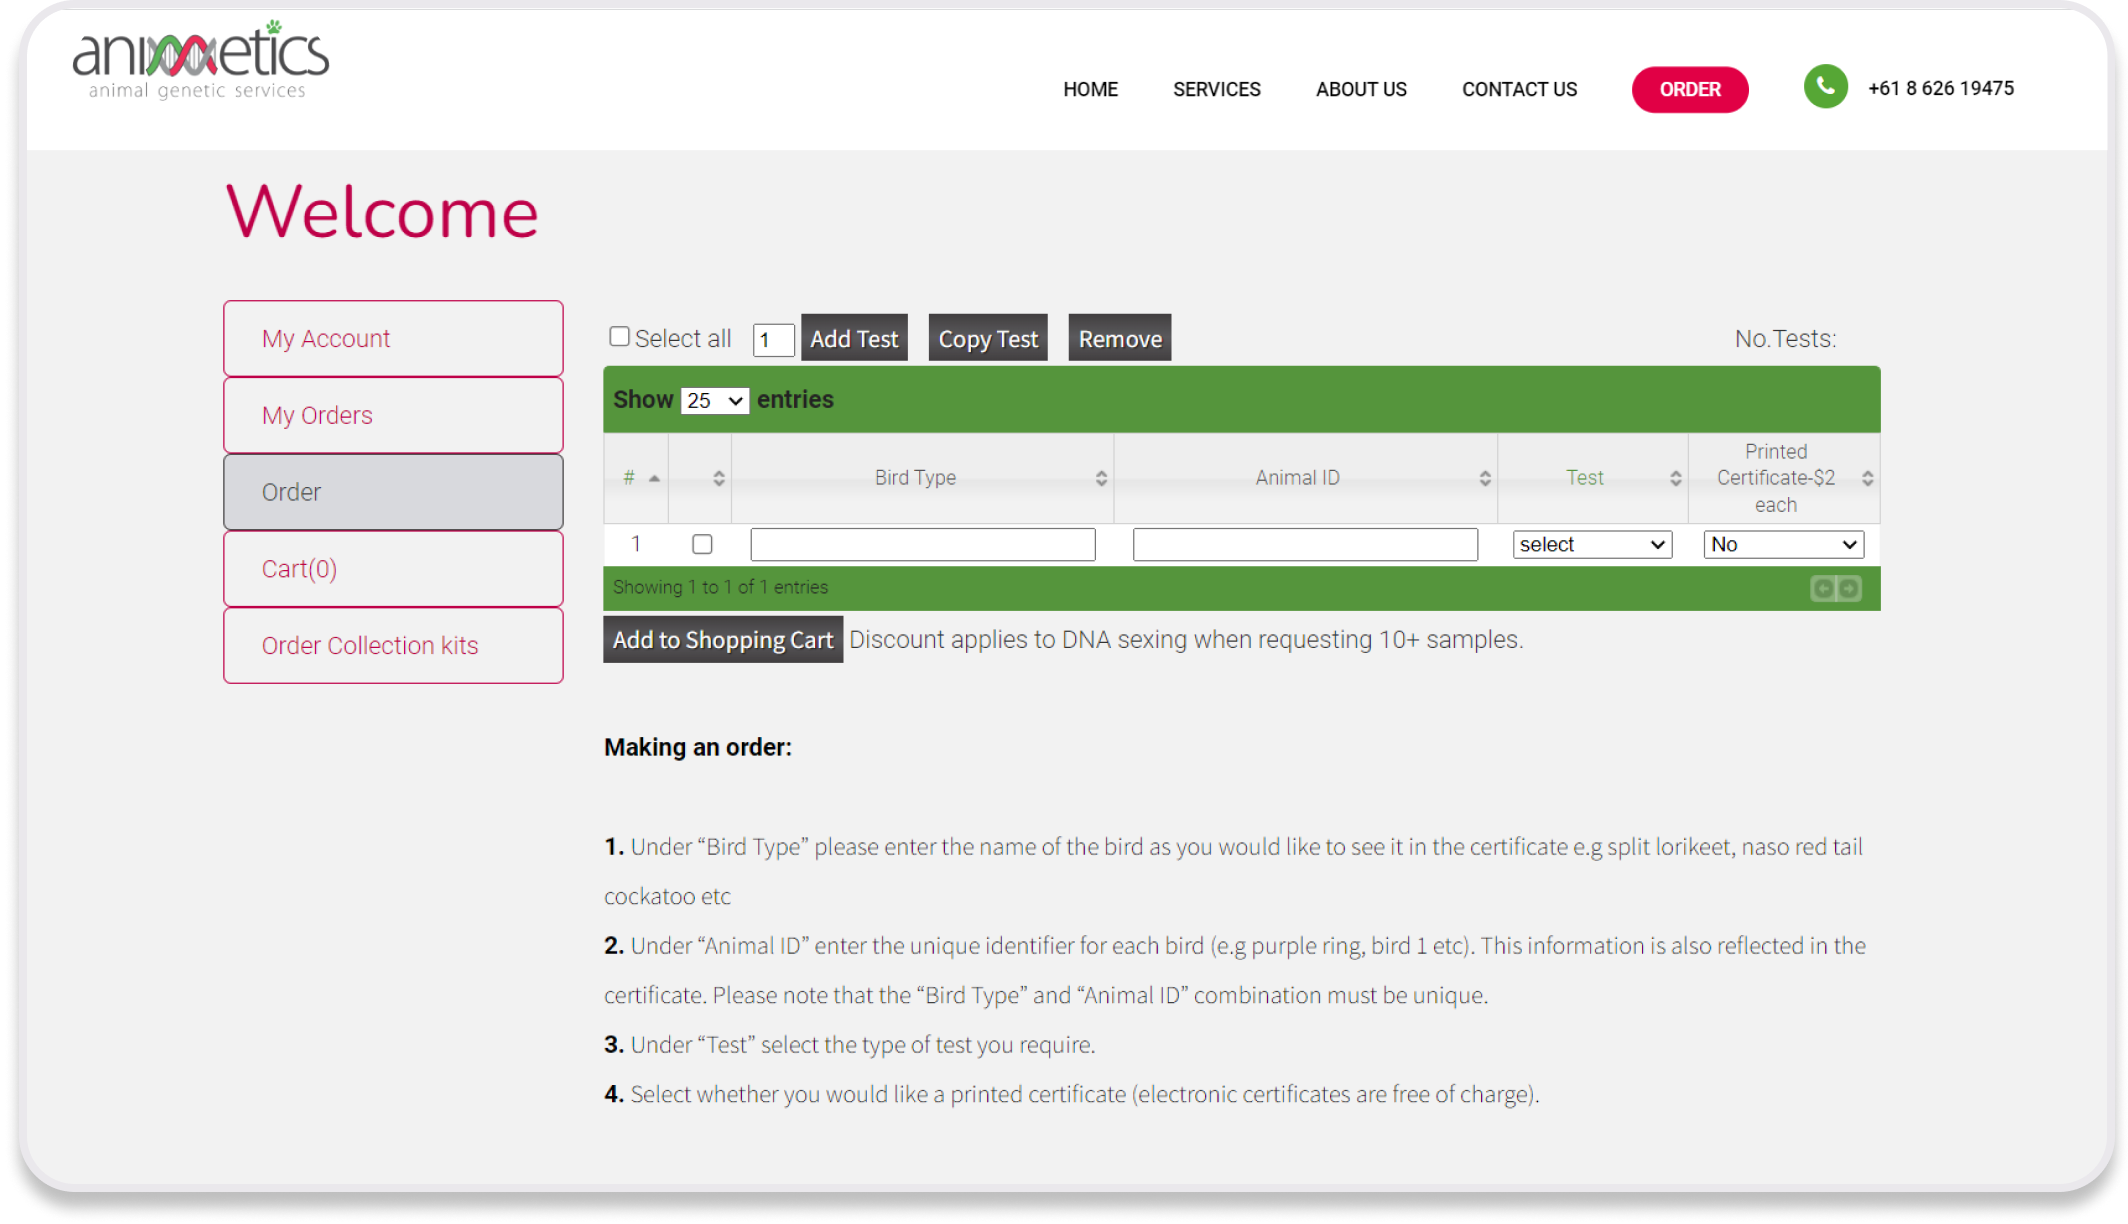 animetics
animal genetic services
HOME SERVICES ABOUT US CONTACT US ORDER +61 8 626 19475
Welcome
My Account
My Orders
Order
Cart(0)
Order Collection kits
Select all 1 Add Test Copy Test Remove No.Tests:
Show 25 entries
# Bird Type Animal ID Test Printed Certificate-$2 each
1 select No
Showing 1 to 1 of 1 entries
Add to Shopping Cart Discount applies to DNA sexing when requesting 10+ samples.
Making an order:
1. Under “Bird Type” please enter the name of the bird as you would like to see it in the certificate e.g split lorikeet, naso red tail
cockatoo etc
2. Under “Animal ID” enter the unique identifier for each bird (e.g purple ring, bird 1 etc). This information is also reflected in the
certificate. Please note that the “Bird Type” and “Animal ID” combination must be unique.
3. Under “Test” select the type of test you require.
4. Select whether you would like a printed certificate (electronic certificates are free of charge).